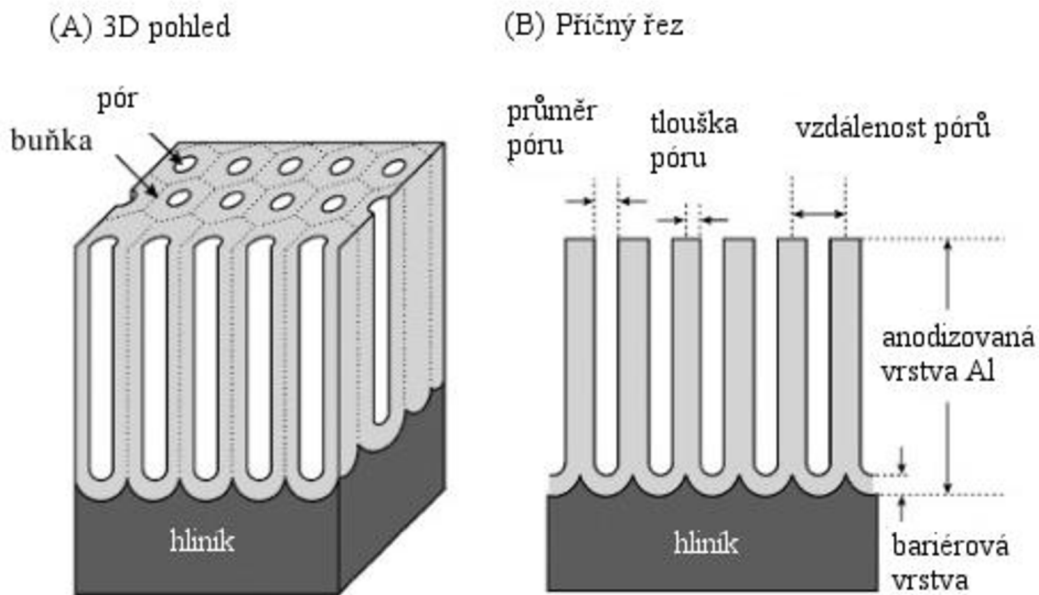 (A) 3D pohled
pór
buňka
hliník
(B) Příčný řez
průměr
póru
tlouška
póru
vzdálenost pórů
anodizovaná
vrstva Al
hliník
bariérová
vrstva